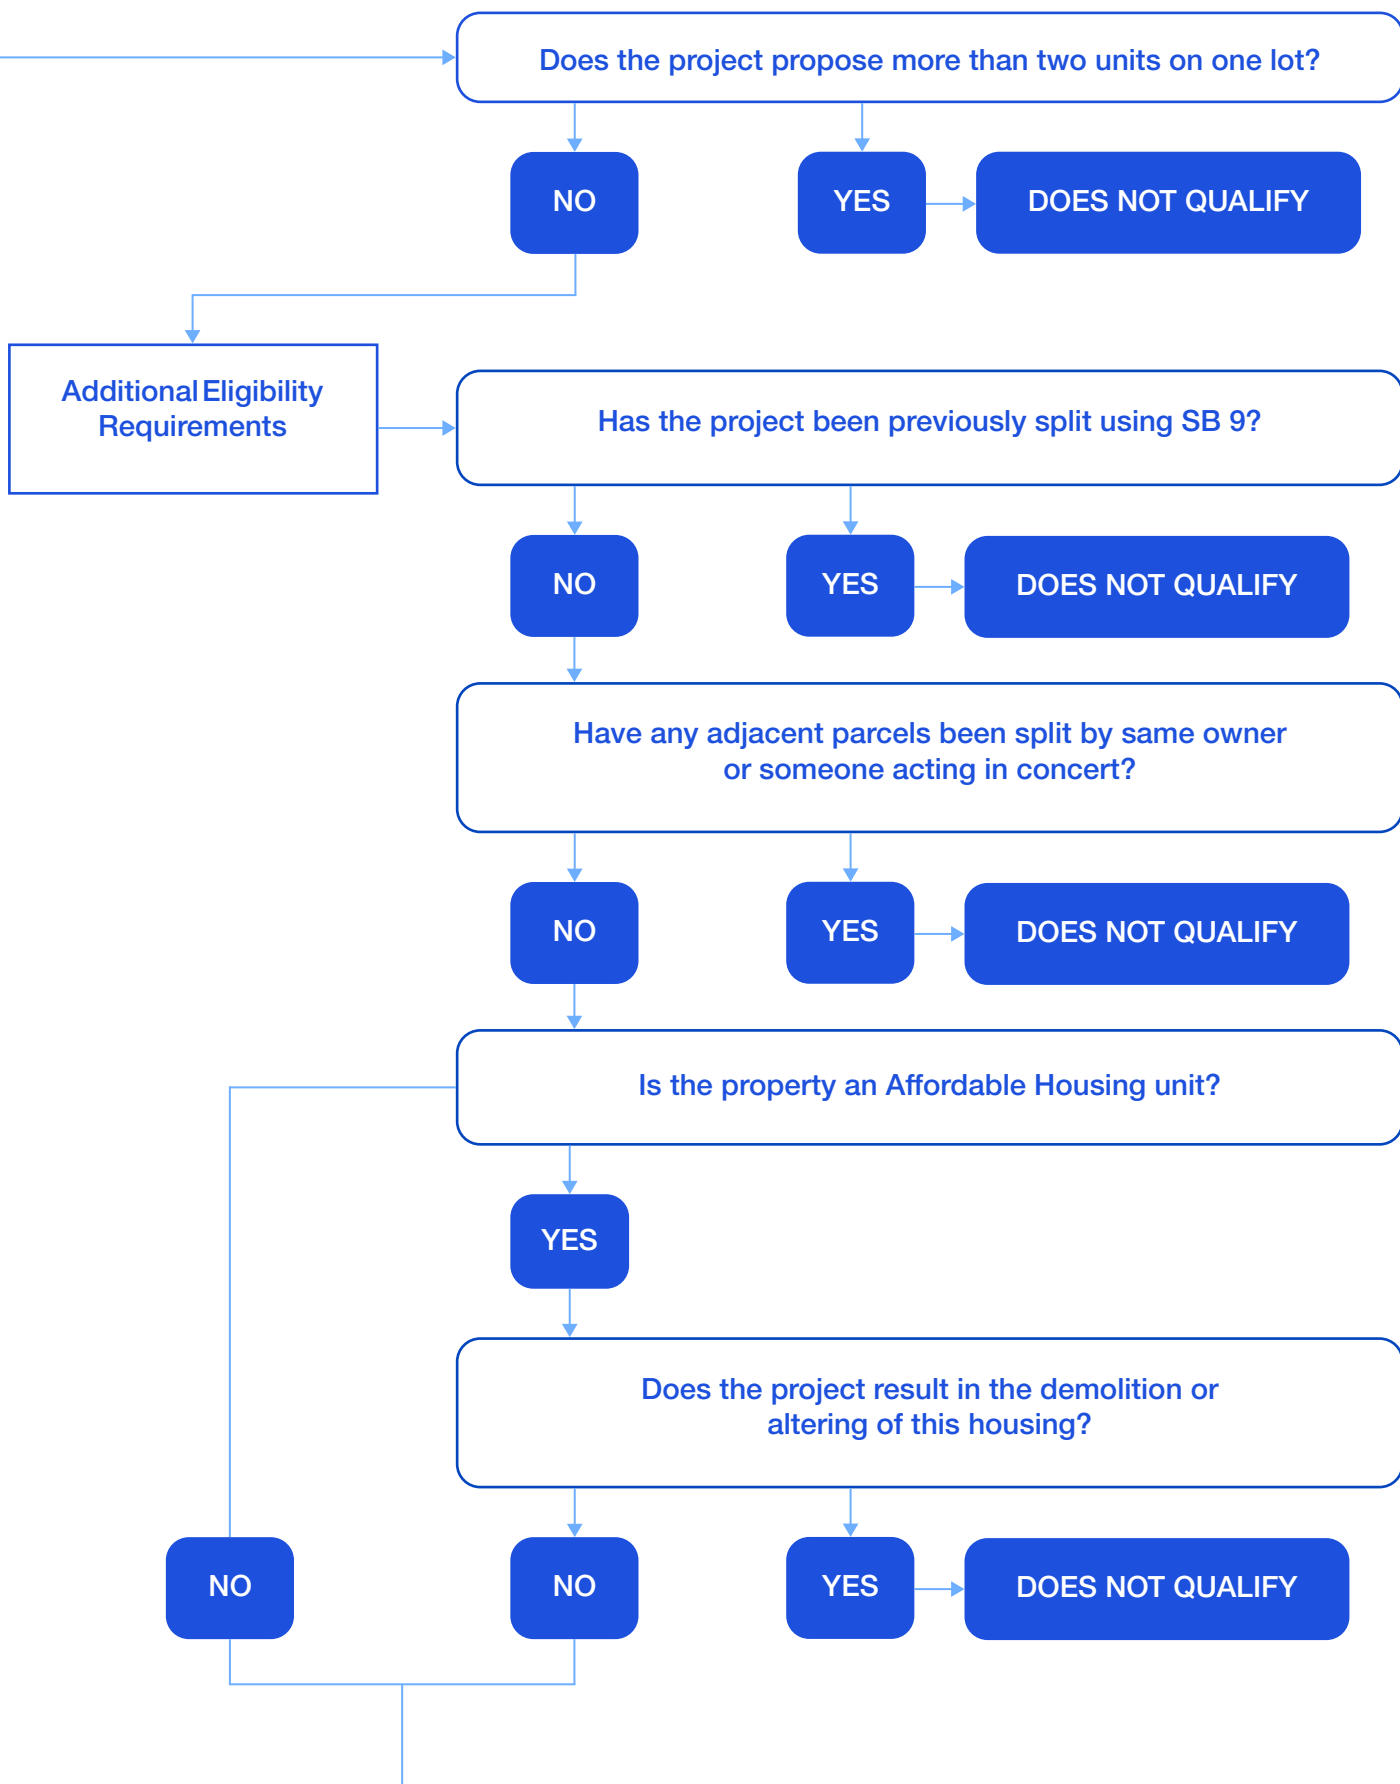 Does the project propose more than two units on one lot?
NO
YES
DOES NOT QUALIFY
Additional Eligibility
Requirements
Has the project been previously split using SB 9?
NO
YES
DOES NOT QUALIFY
Have any adjacent parcels been split by same owner
or someone acting in concert?
NO
YES
DOES NOT QUALIFY
Is the property an Affordable Housing unit?
YES
Does the project result in the demolition or
altering of this housing?
NO
NO
YES
DOES NOT QUALIFY